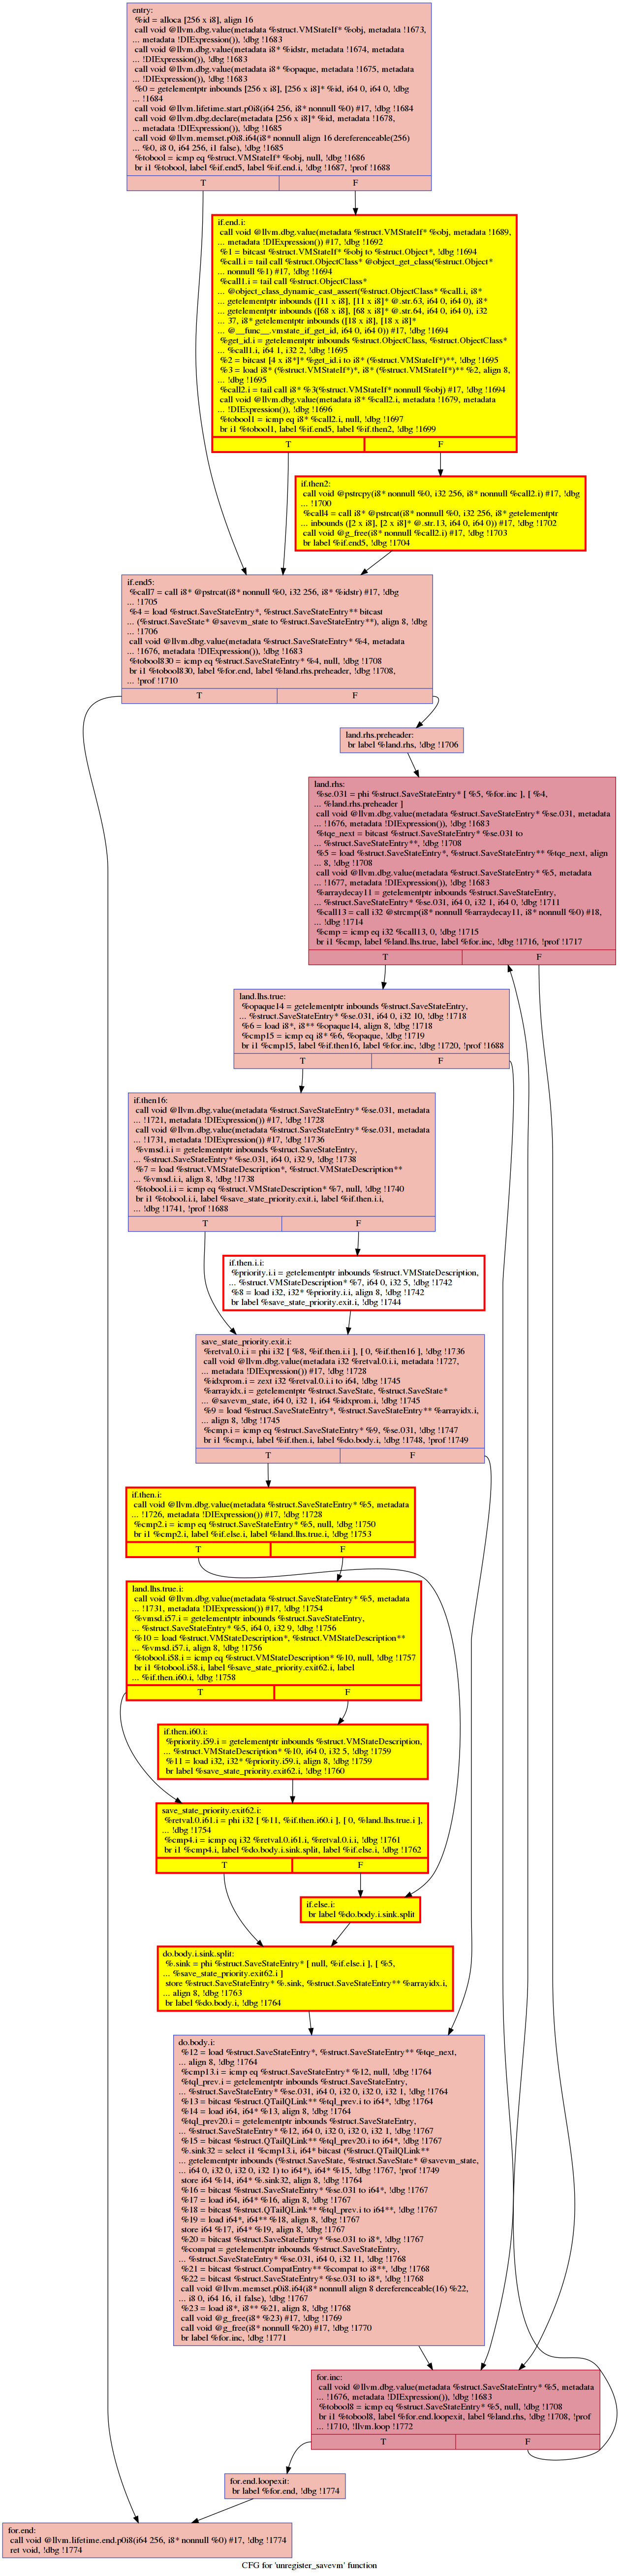 entry:
%id = alloca [256 x i8], align 16
call void @llvm.dbg.value(metadata %struct.VMStateIf* %obj, metadata !1673,
... metadata !DIExpression()), !dbg !1683
call void @llvm.dbg.value(metadata i8* %idstr, metadata !1674, metadata
... !DIExpression()), !dbg !1683
call void @llvm.dbg.value(metadata i8* %opaque, metadata !1675, metadata
... !DIExpression()), !dbg !1683
%0 = getelementptr inbounds [256 x i8], [256 x i8]* %id, i64 0, i64 0, !dbg
... !1684
call void @llvm.lifetime.start.p0i8(i64 256, i8* nonnull %0) #17, !dbg !1684
call void @llvm.dbg.declare(metadata [256 x i8]* %id, metadata !1678,
... metadata !DIExpression()), !dbg !1685
call void @llvm.memset.p0i8.i64(i8* nonnull align 16 dereferenceable(256)
... %0, i8 0, i64 256, i1 false), !dbg !1685
%tobool = icmp eq %struct.VMStateIf* %obj, null, !dbg !1686
br i1 %tobool, label %if.end5, label %if.end.i, !dbg !1687, !prof !1688
T F
if.end.i:
call void @llvm.dbg.value(metadata %struct.VMStateIf* %obj, metadata !1689,
... metadata !DIExpression()) #17, !dbg !1692
%1 = bitcast %struct.VMStateIf* %obj to %struct.Object*, !dbg !1694
%call.i = tail call %struct.ObjectClass* @object_get_class(%struct.Object*
... nonnull %1) #17, !dbg !1694
%call1.i = tail call %struct.ObjectClass*
... @object_class_dynamic_cast_assert(%struct.ObjectClass* %call.i, i8*
... getelementptr inbounds ([11 x i8], [11 x i8]* @.str.63, i64 0, i64 0), i8*
... getelementptr inbounds ([68 x i8], [68 x i8]* @.str.64, i64 0, i64 0), i32
... 37, i8* getelementptr inbounds ([18 x i8], [18 x i8]*
... @__func__.vmstate_if_get_id, i64 0, i64 0)) #17, !dbg !1694
%get_id.i = getelementptr inbounds %struct.ObjectClass, %struct.ObjectClass*
... %call1.i, i64 1, i32 2, !dbg !1695
%2 = bitcast [4 x i8*]* %get_id.i to i8* (%struct.VMStateIf*)**, !dbg !1695
%3 = load i8* (%struct.VMStateIf*)*, i8* (%struct.VMStateIf*)** %2, align 8,
... !dbg !1695
%call2.i = tail call i8* %3(%struct.VMStateIf* nonnull %obj) #17, !dbg !1694
call void @llvm.dbg.value(metadata i8* %call2.i, metadata !1679, metadata
... !DIExpression()), !dbg !1696
%tobool1 = icmp eq i8* %call2.i, null, !dbg !1697
br i1 %tobool1, label %if.end5, label %if.then2, !dbg !1699
T F
if.then2:
call void @pstrcpy(i8* nonnull %0, i32 256, i8* nonnull %call2.i) #17, !dbg
... !1700
%call4 = call i8* @pstrcat(i8* nonnull %0, i32 256, i8* getelementptr
... inbounds ([2 x i8], [2 x i8]* @.str.13, i64 0, i64 0)) #17, !dbg !1702
call void @g_free(i8* nonnull %call2.i) #17, !dbg !1703
br label %if.end5, !dbg !1704
if.end5:
%call7 = call i8* @pstrcat(i8* nonnull %0, i32 256, i8* %idstr) #17, !dbg
... !1705
%4 = load %struct.SaveStateEntry*, %struct.SaveStateEntry** bitcast
... (%struct.SaveState* @savevm_state to %struct.SaveStateEntry**), align 8, !dbg
... !1706
call void @llvm.dbg.value(metadata %struct.SaveStateEntry* %4, metadata
... !1676, metadata !DIExpression()), !dbg !1683
%tobool830 = icmp eq %struct.SaveStateEntry* %4, null, !dbg !1708
br i1 %tobool830, label %for.end, label %land.rhs.preheader, !dbg !1708,
... !prof !1710
T F
land.rhs.preheader:
br label %land.rhs, !dbg !1706
land.rhs:
%se.031 = phi %struct.SaveStateEntry* [ %5, %for.inc ], [ %4,
... %land.rhs.preheader ]
call void @llvm.dbg.value(metadata %struct.SaveStateEntry* %se.031, metadata
... !1676, metadata !DIExpression()), !dbg !1683
%tqe_next = bitcast %struct.SaveStateEntry* %se.031 to
... %struct.SaveStateEntry**, !dbg !1708
%5 = load %struct.SaveStateEntry*, %struct.SaveStateEntry** %tqe_next, align
... 8, !dbg !1708
call void @llvm.dbg.value(metadata %struct.SaveStateEntry* %5, metadata
... !1677, metadata !DIExpression()), !dbg !1683
%arraydecay11 = getelementptr inbounds %struct.SaveStateEntry,
... %struct.SaveStateEntry* %se.031, i64 0, i32 1, i64 0, !dbg !1711
%call13 = call i32 @strcmp(i8* nonnull %arraydecay11, i8* nonnull %0) #18,
... !dbg !1714
%cmp = icmp eq i32 %call13, 0, !dbg !1715
br i1 %cmp, label %land.lhs.true, label %for.inc, !dbg !1716, !prof !1717
T F
land.lhs.true:
%opaque14 = getelementptr inbounds %struct.SaveStateEntry,
... %struct.SaveStateEntry* %se.031, i64 0, i32 10, !dbg !1718
%6 = load i8*, i8** %opaque14, align 8, !dbg !1718
%cmp15 = icmp eq i8* %6, %opaque, !dbg !1719
br i1 %cmp15, label %if.then16, label %for.inc, !dbg !1720, !prof !1688
T F
if.then16:
call void @llvm.dbg.value(metadata %struct.SaveStateEntry* %se.031, metadata
... !1721, metadata !DIExpression()) #17, !dbg !1728
call void @llvm.dbg.value(metadata %struct.SaveStateEntry* %se.031, metadata
... !1731, metadata !DIExpression()) #17, !dbg !1736
%vmsd.i.i = getelementptr inbounds %struct.SaveStateEntry,
... %struct.SaveStateEntry* %se.031, i64 0, i32 9, !dbg !1738
%7 = load %struct.VMStateDescription*, %struct.VMStateDescription**
... %vmsd.i.i, align 8, !dbg !1738
%tobool.i.i = icmp eq %struct.VMStateDescription* %7, null, !dbg !1740
br i1 %tobool.i.i, label %save_state_priority.exit.i, label %if.then.i.i,
... !dbg !1741, !prof !1688
T F
if.then.i.i:
%priority.i.i = getelementptr inbounds %struct.VMStateDescription,
... %struct.VMStateDescription* %7, i64 0, i32 5, !dbg !1742
%8 = load i32, i32* %priority.i.i, align 8, !dbg !1742
br label %save_state_priority.exit.i, !dbg !1744
save_state_priority.exit.i:
%retval.0.i.i = phi i32 [ %8, %if.then.i.i ], [ 0, %if.then16 ], !dbg !1736
call void @llvm.dbg.value(metadata i32 %retval.0.i.i, metadata !1727,
... metadata !DIExpression()) #17, !dbg !1728
%idxprom.i = zext i32 %retval.0.i.i to i64, !dbg !1745
%arrayidx.i = getelementptr %struct.SaveState, %struct.SaveState*
... @savevm_state, i64 0, i32 1, i64 %idxprom.i, !dbg !1745
%9 = load %struct.SaveStateEntry*, %struct.SaveStateEntry** %arrayidx.i,
... align 8, !dbg !1745
%cmp.i = icmp eq %struct.SaveStateEntry* %9, %se.031, !dbg !1747
br i1 %cmp.i, label %if.then.i, label %do.body.i, !dbg !1748, !prof !1749
T F
if.then.i:
call void @llvm.dbg.value(metadata %struct.SaveStateEntry* %5, metadata
... !1726, metadata !DIExpression()) #17, !dbg !1728
%cmp2.i = icmp eq %struct.SaveStateEntry* %5, null, !dbg !1750
br i1 %cmp2.i, label %if.else.i, label %land.lhs.true.i, !dbg !1753
T F
land.lhs.true.i:
call void @llvm.dbg.value(metadata %struct.SaveStateEntry* %5, metadata
... !1731, metadata !DIExpression()) #17, !dbg !1754
%vmsd.i57.i = getelementptr inbounds %struct.SaveStateEntry,
... %struct.SaveStateEntry* %5, i64 0, i32 9, !dbg !1756
%10 = load %struct.VMStateDescription*, %struct.VMStateDescription**
... %vmsd.i57.i, align 8, !dbg !1756
%tobool.i58.i = icmp eq %struct.VMStateDescription* %10, null, !dbg !1757
br i1 %tobool.i58.i, label %save_state_priority.exit62.i, label
... %if.then.i60.i, !dbg !1758
T F
if.then.i60.i:
%priority.i59.i = getelementptr inbounds %struct.VMStateDescription,
... %struct.VMStateDescription* %10, i64 0, i32 5, !dbg !1759
%11 = load i32, i32* %priority.i59.i, align 8, !dbg !1759
br label %save_state_priority.exit62.i, !dbg !1760
save_state_priority.exit62.i:
%retval.0.i61.i = phi i32 [ %11, %if.then.i60.i ], [ 0, %land.lhs.true.i ],
... !dbg !1754
%cmp4.i = icmp eq i32 %retval.0.i61.i, %retval.0.i.i, !dbg !1761
br i1 %cmp4.i, label %do.body.i.sink.split, label %if.else.i, !dbg !1762
T F
if.else.i:
br label %do.body.i.sink.split
do.body.i.sink.split:
%.sink = phi %struct.SaveStateEntry* [ null, %if.else.i ], [ %5,
... %save_state_priority.exit62.i ]
store %struct.SaveStateEntry* %.sink, %struct.SaveStateEntry** %arrayidx.i,
... align 8, !dbg !1763
br label %do.body.i, !dbg !1764
do.body.i:
%12 = load %struct.SaveStateEntry*, %struct.SaveStateEntry** %tqe_next,
... align 8, !dbg !1764
%cmp13.i = icmp eq %struct.SaveStateEntry* %12, null, !dbg !1764
%tql_prev.i = getelementptr inbounds %struct.SaveStateEntry,
... %struct.SaveStateEntry* %se.031, i64 0, i32 0, i32 0, i32 1, !dbg !1764
%13 = bitcast %struct.QTailQLink** %tql_prev.i to i64*, !dbg !1764
%14 = load i64, i64* %13, align 8, !dbg !1764
%tql_prev20.i = getelementptr inbounds %struct.SaveStateEntry,
... %struct.SaveStateEntry* %12, i64 0, i32 0, i32 0, i32 1, !dbg !1767
%15 = bitcast %struct.QTailQLink** %tql_prev20.i to i64*, !dbg !1767
%.sink32 = select i1 %cmp13.i, i64* bitcast (%struct.QTailQLink**
... getelementptr inbounds (%struct.SaveState, %struct.SaveState* @savevm_state,
... i64 0, i32 0, i32 0, i32 1) to i64*), i64* %15, !dbg !1767, !prof !1749
store i64 %14, i64* %.sink32, align 8, !dbg !1764
%16 = bitcast %struct.SaveStateEntry* %se.031 to i64*, !dbg !1767
%17 = load i64, i64* %16, align 8, !dbg !1767
%18 = bitcast %struct.QTailQLink** %tql_prev.i to i64**, !dbg !1767
%19 = load i64*, i64** %18, align 8, !dbg !1767
store i64 %17, i64* %19, align 8, !dbg !1767
%20 = bitcast %struct.SaveStateEntry* %se.031 to i8*, !dbg !1767
%compat = getelementptr inbounds %struct.SaveStateEntry,
... %struct.SaveStateEntry* %se.031, i64 0, i32 11, !dbg !1768
%21 = bitcast %struct.CompatEntry** %compat to i8**, !dbg !1768
%22 = bitcast %struct.SaveStateEntry* %se.031 to i8*, !dbg !1768
call void @llvm.memset.p0i8.i64(i8* nonnull align 8 dereferenceable(16) %22,
... i8 0, i64 16, i1 false), !dbg !1767
%23 = load i8*, i8** %21, align 8, !dbg !1768
call void @g_free(i8* %23) #17, !dbg !1769
call void @g_free(i8* nonnull %20) #17, !dbg !1770
br label %for.inc, !dbg !1771
for.inc:
call void @llvm.dbg.value(metadata %struct.SaveStateEntry* %5, metadata
... !1676, metadata !DIExpression()), !dbg !1683
%tobool8 = icmp eq %struct.SaveStateEntry* %5, null, !dbg !1708
br i1 %tobool8, label %for.end.loopexit, label %land.rhs, !dbg !1708, !prof
... !1710, !llvm.loop !1772
T F
for.end.loopexit:
br label %for.end, !dbg !1774
for.end:
call void @llvm.lifetime.end.p0i8(i64 256, i8* nonnull %0) #17, !dbg !1774
ret void, !dbg !1774
CFG for 'unregister_savevm' function